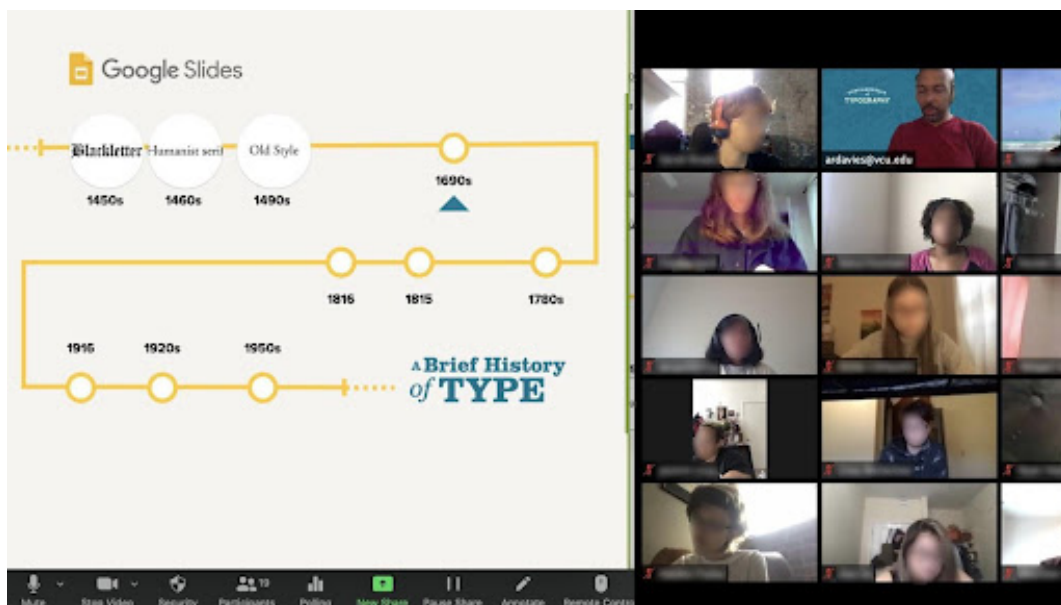 Google Slides
Blackletter
Humanist serif
Old Style
1450s
1460s
1490s
1690s
1816
1815
1780s
1916
1920s
1950s
A Brief History
of TYPE
TYPOGRAPHY
ardavies@vcu.edu
19
Mute
Stop Video
Security
Participants
Polling
New Share
Pause Share
Annotate
Remote Contro